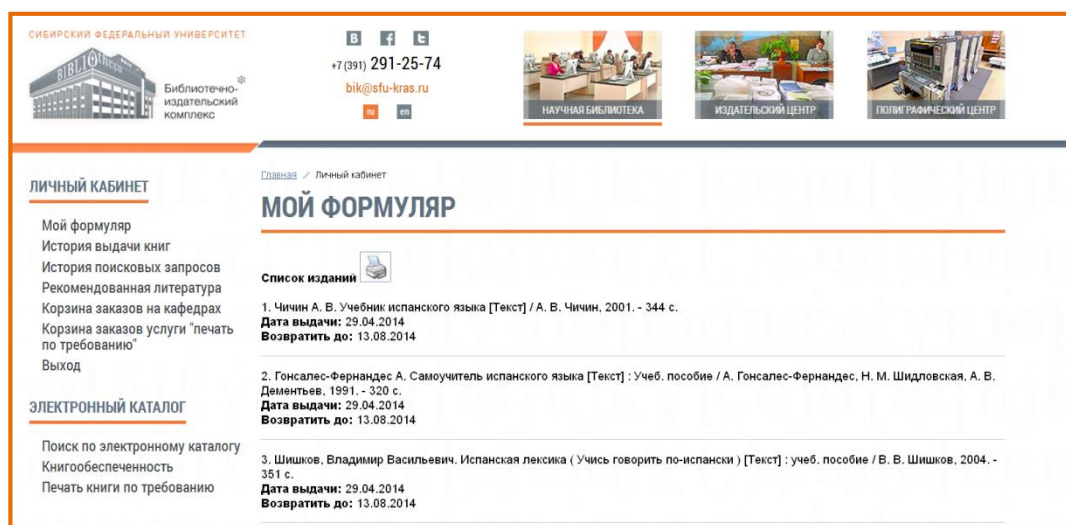 СИБИРСКИЙ ФЕДЕРАЛЬНЫЙ УНИВЕРСИТЕТ
BIBLIOтеса
Библиотечно-
издательский
комплекс
+7 (391) 291-25-74
bik@sfu-kras.ru
ru en
НАУЧНАЯ БИБЛИОТЕКА
ИЗДАТЕЛЬСКИЙ ЦЕНТР
ПОЛИГРАФИЧЕСКИЙ ЦЕНТР
ЛИЧНЫЙ КАБИНЕТ
Мой формуляр
История выдачи книг
История поисковых запросов
Рекомендованная литература
Корзина заказов на кафедрах
Корзина заказов услуги "печать
по требованию"
Выход
ЭЛЕКТРОННЫЙ КАТАЛОГ
Поиск по электронному каталогу
Книгообеспеченность
Печать книги по требованию
Главная / Личный кабинет
МОЙ ФОРМУЛЯР
Список изданий
1. Чичин А. В. Учебник испанского языка [Текст] / А. В. Чичин, 2001. - 344 с.
Дата выдачи: 29.04.2014
Возвратить до: 13.08.2014
2. Гонсалес-Фернандес А. Самоучитель испанского языка [Текст] : Учеб. пособие / А. Гонсалес-Фернандес, Н. М. Шидловская, А. В.
Дементьев, 1991. - 320 с.
Дата выдачи: 29.04.2014
Возвратить до: 13.08.2014
3. Шишков, Владимир Васильевич. Испанская лексика ( Учись говорить по-испански ) [Текст] : учеб. пособие / В. В. Шишков, 2004. -
351 с.
Дата выдачи: 29.04.2014
Возвратить до: 13.08.2014